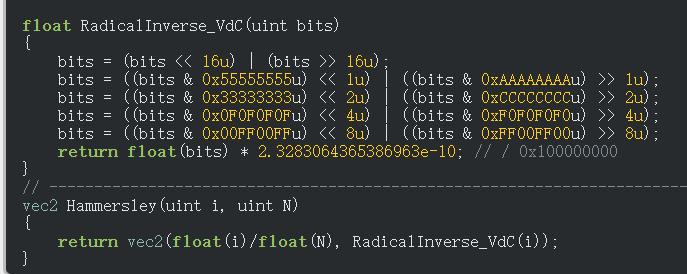 float RadicalInverse_VdC(uint bits)
{
    bits = (bits << 16u) | (bits >> 16u);
    bits = ((bits & 0x55555555u) << 1u) | ((bits & 0xAAAAAAAAu) >> 1u);
    bits = ((bits & 0x33333333u) << 2u) | ((bits & 0xCCCCCCCCu) >> 2u);
    bits = ((bits & 0x0F0F0F0Fu) << 4u) | ((bits & 0xF0F0F0F0u) >> 4u);
    bits = ((bits & 0x00FF00FFu) << 8u) | ((bits & 0xFF00FF00u) >> 8u);
    return float(bits) * 2.3283064365386963e-10; // / 0x100000000
}
// ----------------------------------------------------------------------------
vec2 Hammersley(uint i, uint N)
{
    return vec2(float(i)/float(N), RadicalInverse_VdC(i));
}